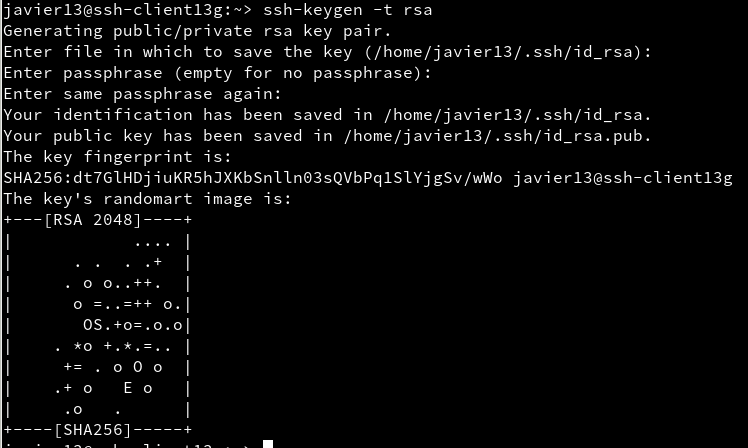 javier13@ssh-client13g:~> ssh-keygen -t rsa
Generating public/private rsa key pair.
Enter file in which to save the key (/home/javier13/.ssh/id_rsa):
Enter passphrase (empty for no passphrase):
Enter same passphrase again:
Your identification has been saved in /home/javier13/.ssh/id_rsa.
Your public key has been saved in /home/javier13/.ssh/id_rsa.pub.
The key fingerprint is:
SHA256:dt7GlHDjiuKR5hJXKbSnlln03sQVbPq1SlYjgSv/wWo javier13@ssh-client13g
The key's randomart image is:
+---[RSA 2048]----+
|            .... |
|      . .  . .+  |
|     . o o..++.  |
|      o =..=++ o.|
|       OS.+o=.o.o|
|    . *o +.*.=.. |
|     += . o O o  |
|    .+ o   E o   |
|     .o   .      |
+----[SHA256]-----+